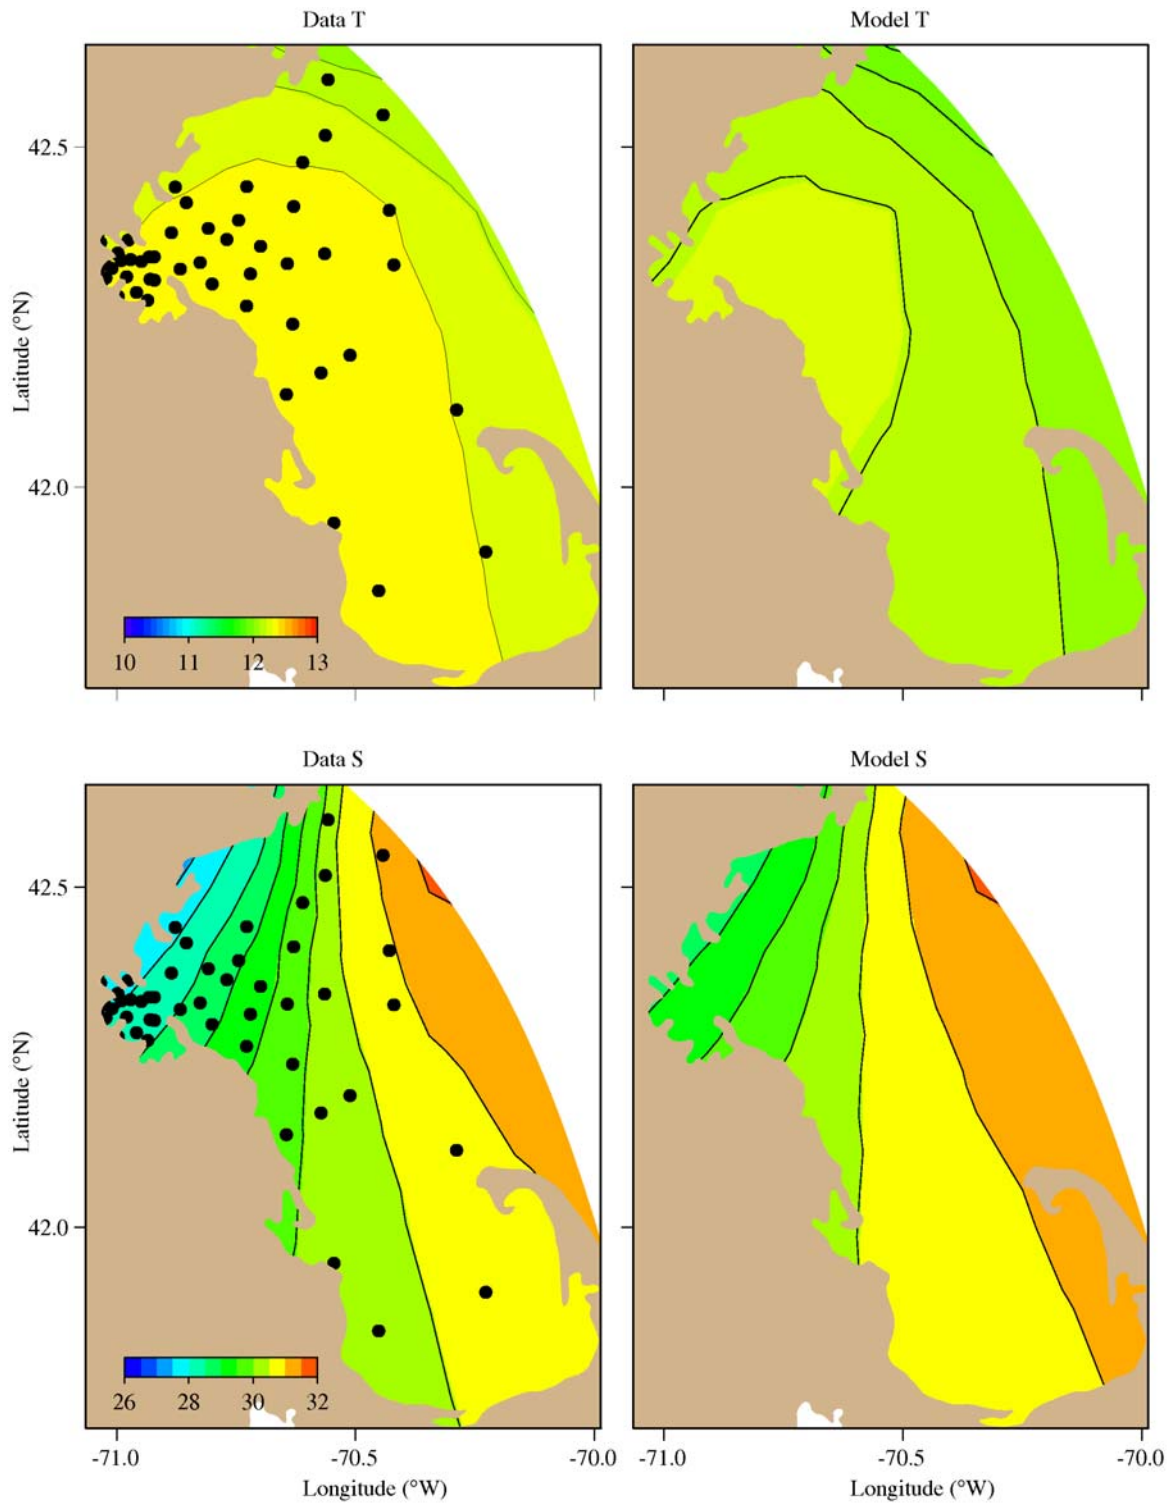 Data T
Model T
42.5
42.0
Latitude (°N)
10 11 12 13
Data S
Model S
42.5
42.0
Latitude (°N)
26 28 30 32
-71.0 -70.5 -70.0 -71.0 -70.5 -70.0
Longitude (°W) Longitude (°W)